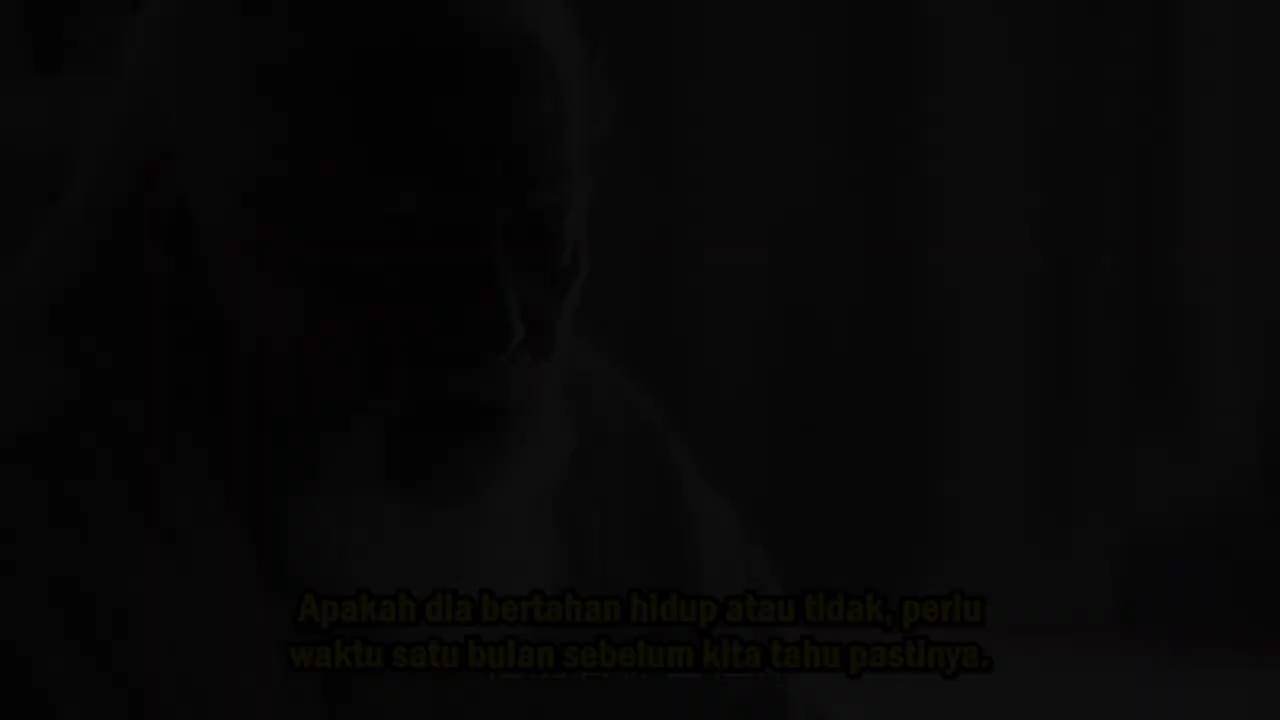 Apakah dia bertahan hidup atau tidak, perlu
waktu satu bulan sebelum kita tahu pastinya.